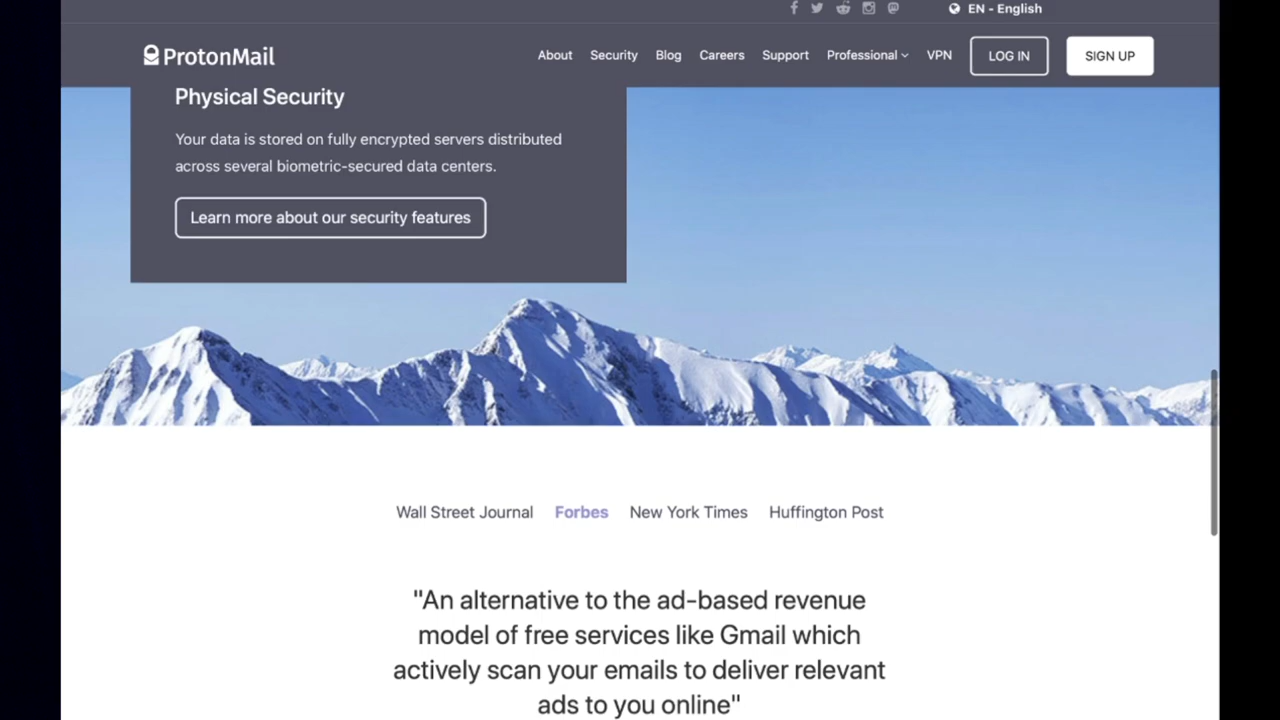 EN - English
ProtonMail
About Security Blog Careers Support Professional VPN LOG IN SIGN UP
Physical Security
Your data is stored on fully encrypted servers distributed
across several biometric-secured data centers.
Learn more about our security features
Wall Street Journal Forbes New York Times Huffington Post
"An alternative to the ad-based revenue
model of free services like Gmail which
actively scan your emails to deliver relevant
ads to you online"